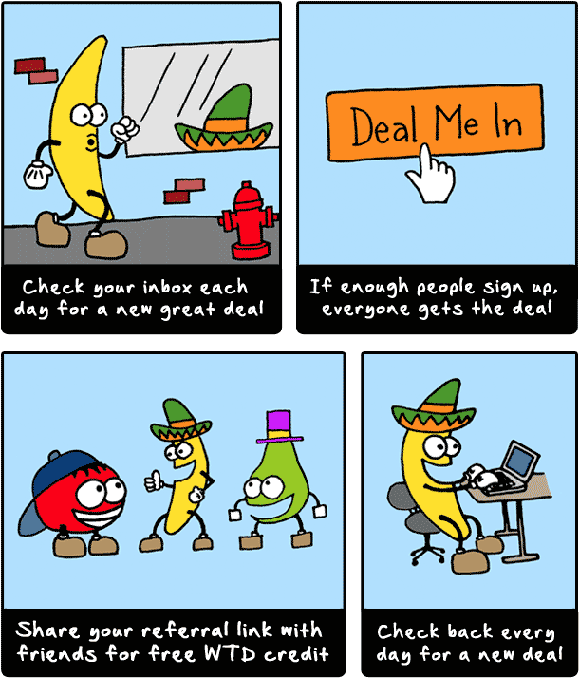 Check your inbox each
day for a new great deal
Deal Me In
If enough people sign up,
everyone gets the deal
Share your referral link with
friends for free WTD credit
Check back every
day for a new deal